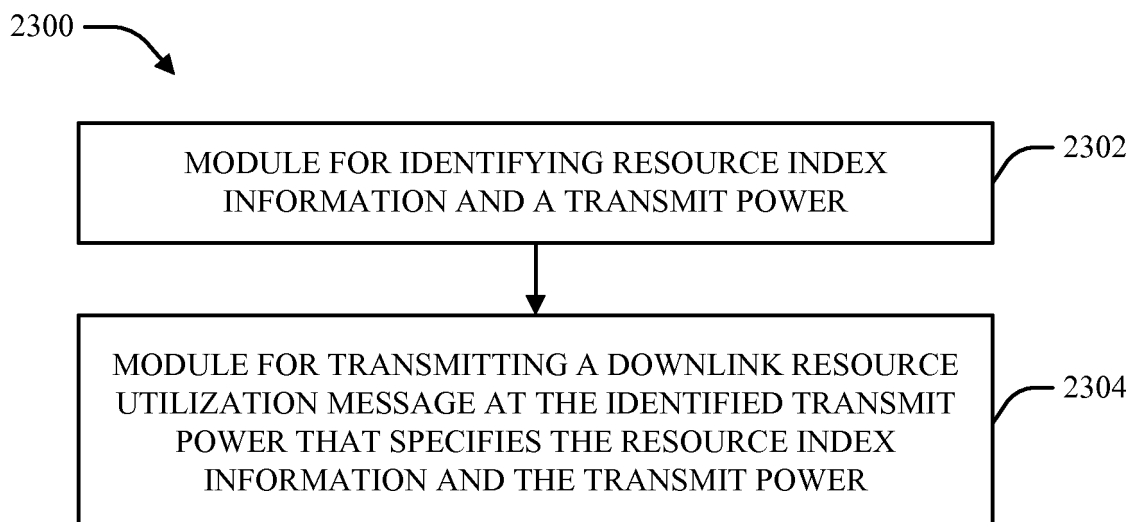 2300
MODULE FOR IDENTIFYING RESOURCE INDEX
INFORMATION AND A TRANSMIT POWER
2302
MODULE FOR TRANSMITTING A DOWNLINK RESOURCE
UTILIZATION MESSAGE AT THE IDENTIFIED TRANSMIT
POWER THAT SPECIFIES THE RESOURCE INDEX
INFORMATION AND THE TRANSMIT POWER
2304